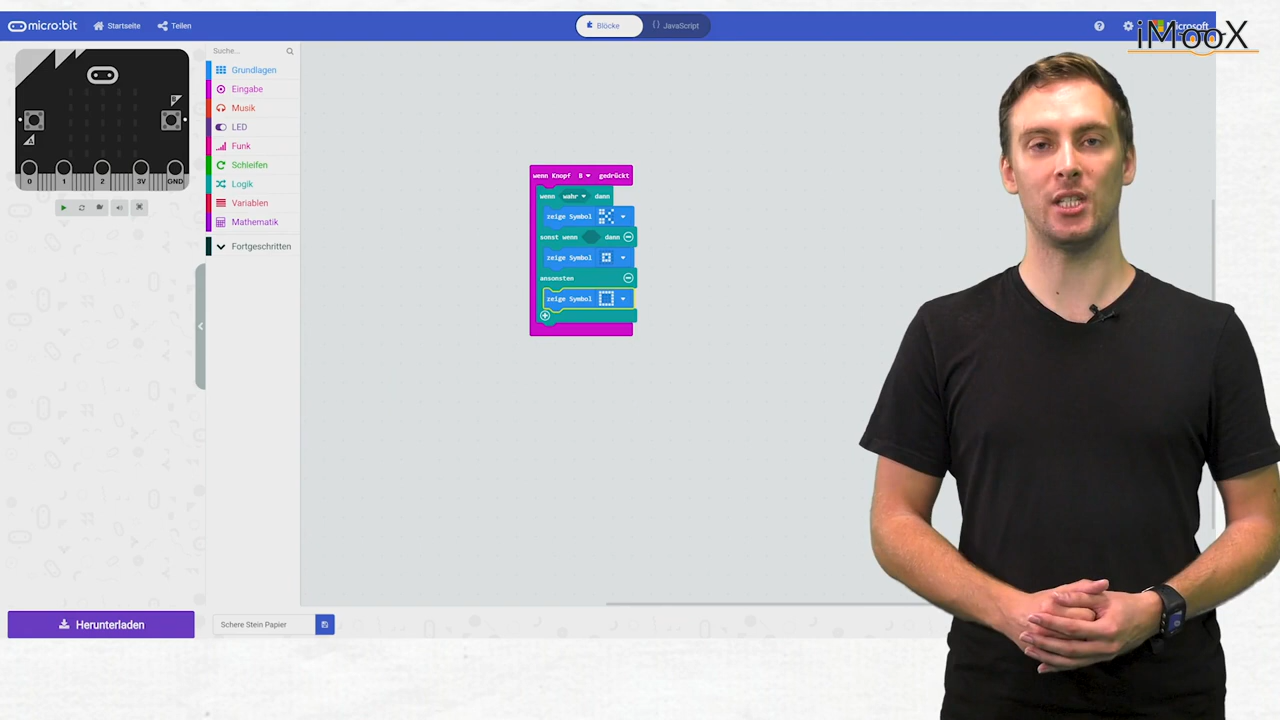 micro:bit
Startseite
Teilen
Blöcke
{} JavaScript
Microsoft
iMooX
Suche...
Grundlagen
Eingabe
Musik
LED
Funk
Schleifen
Logik
Variablen
Mathematik
Fortgeschritten
B
A
0 1 2 3V GND
wenn Knopf B gedrückt
wenn wahr dann
zeige Symbol
sonst wenn dann
zeige Symbol
ansonsten
zeige Symbol
Herunterladen
Schere Stein Papier